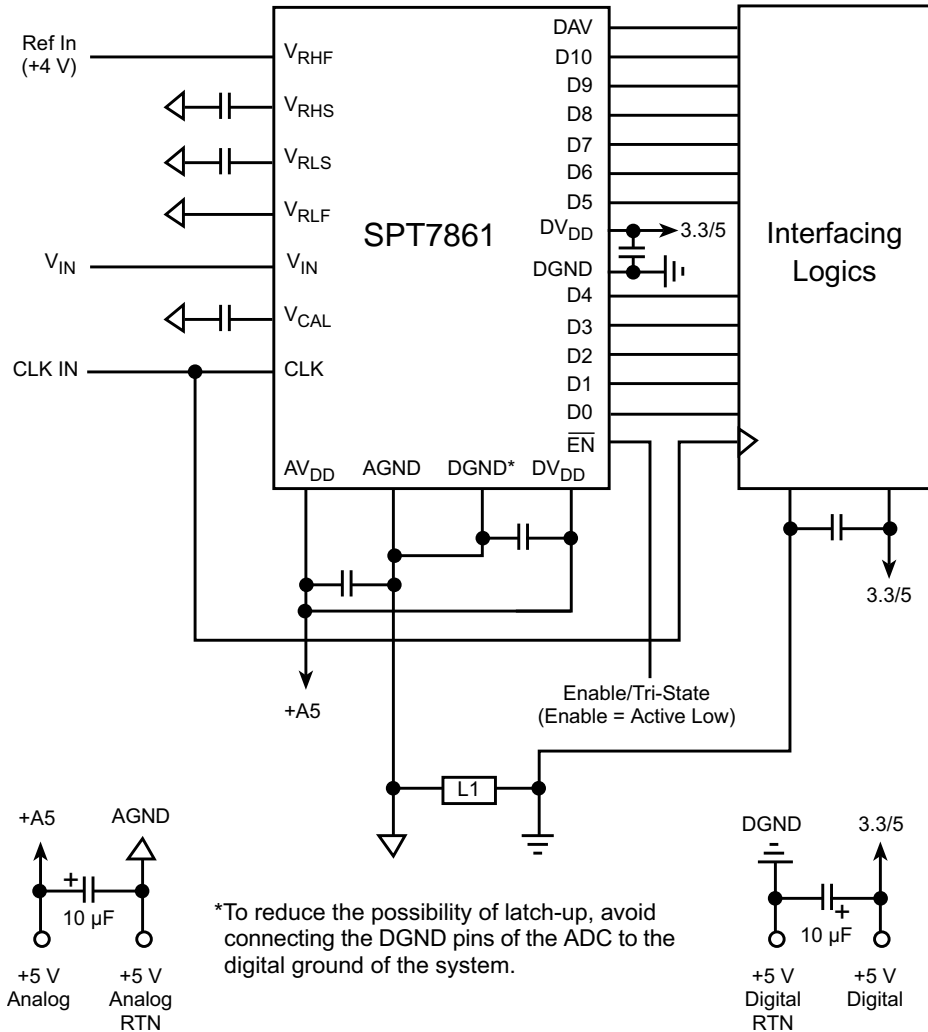 Ref In
(+4 V)
V_IN
CLK IN
V_RHF
V_RHS
V_RLS
V_RLF
V_IN
V_CAL
CLK
SPT7861
DAV
D10
D9
D8
D7
D6
D5
DV_DD
DGND
D4
D3
D2
D1
D0
EN
AV_DD
AGND
DGND*
DV_DD
3.3/5
Interfacing
Logics
3.3/5
+A5
Enable/Tri-State
(Enable = Active Low)
L1
+A5
AGND
+
10 µF
+5 V
Analog
+5 V
Analog
RTN
*To reduce the possibility of latch-up, avoid
connecting the DGND pins of the ADC to the
digital ground of the system.
DGND
3.3/5
10 µF
+
+5 V
Digital
RTN
+5 V
Digital